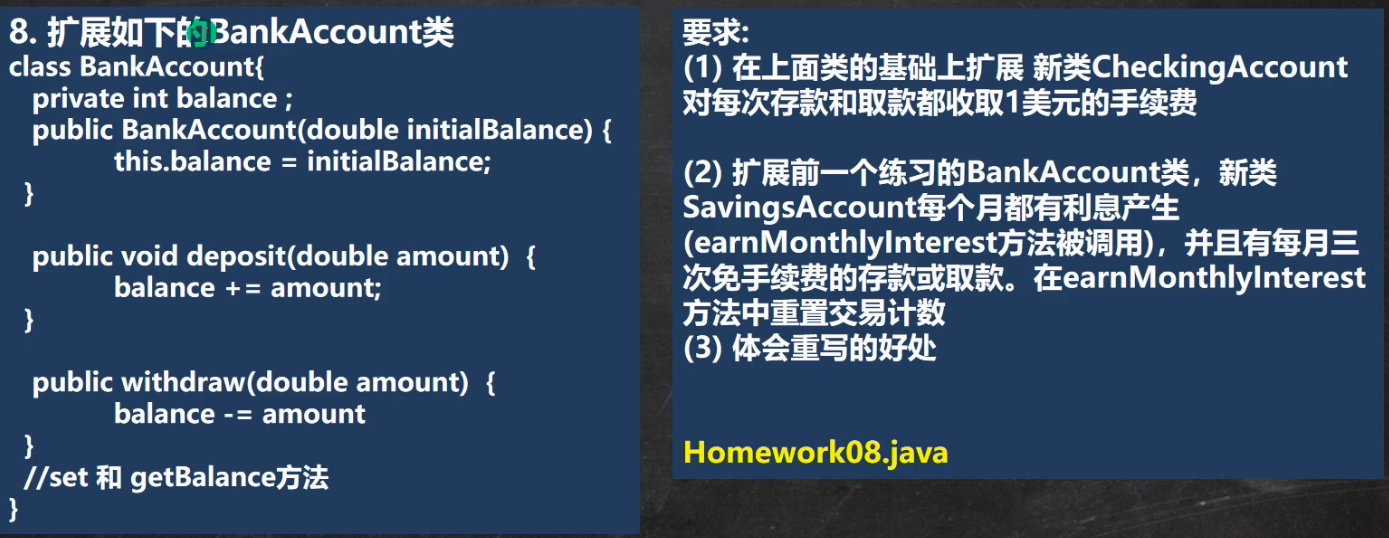 8. 扩展如下的BankAccount类
class BankAccount{
private int balance ;
public BankAccount(double initialBalance) {
this.balance = initialBalance;
}
public void deposit(double amount) {
balance += amount;
}
public withdraw(double amount) {
balance -= amount
}
//set 和 getBalance方法
}
要求:
(1) 在上面类的基础上扩展 新类CheckingAccount
对每次存款和取款都收取1美元的手续费
(2) 扩展前一个练习的BankAccount类，新类
SavingsAccount每个月都有利息产生
(earnMonthlyInterest方法被调用)，并且有每月三
次免手续费的存款或取款。在earnMonthlyInterest
方法中重置交易计数
(3) 体会重写的好处
Homework08.java